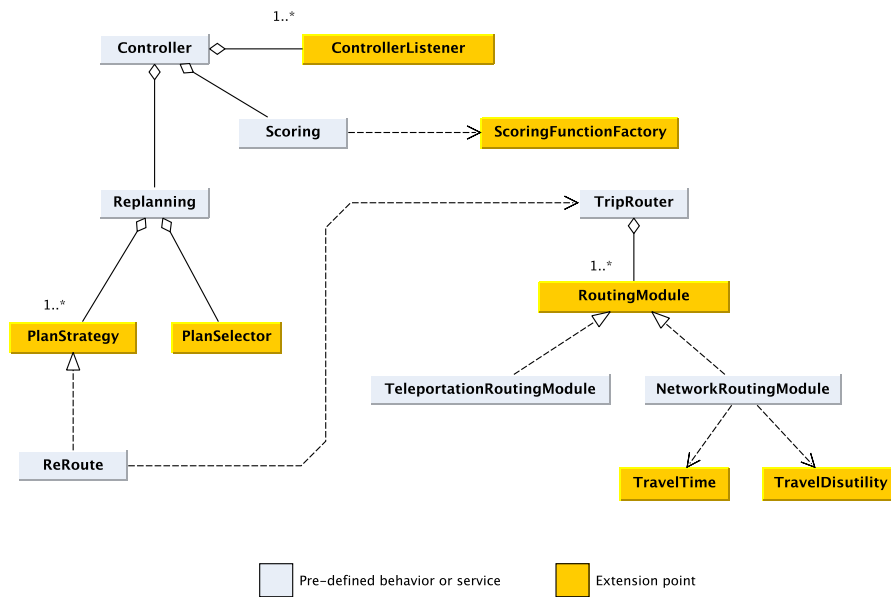 1..*
Controller
ControllerListener
Scoring
ScoringFunctionFactory
Replanning
TripRouter
1..*
RoutingModule
1..*
PlanStrategy
PlanSelector
TeleportationRoutingModule
NetworkRoutingModule
ReRoute
TravelTime
TravelDisutility
Pre-defined behavior or service
Extension point